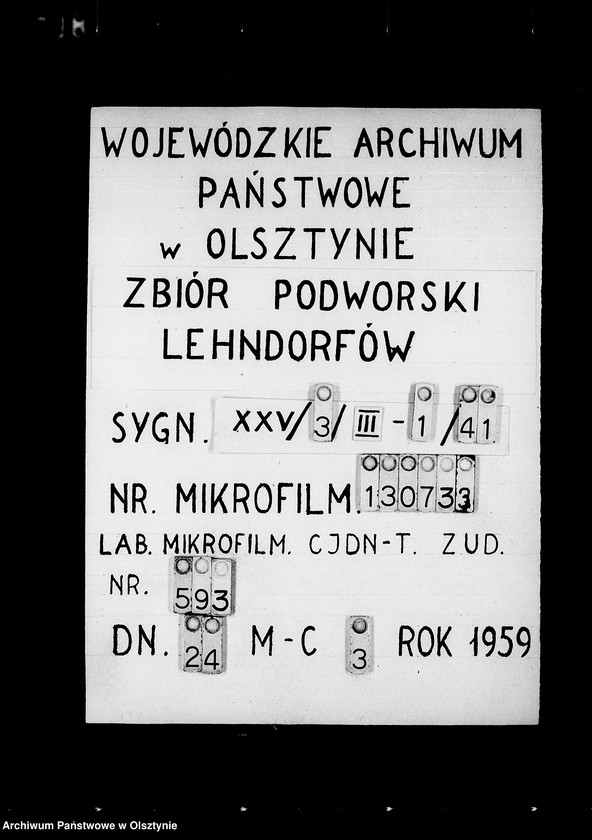 WOJEWÓDZKIE ARCHIWUM
PAŃSTWOWE
w OLSZTYNIE
ZBIÓR PODWORSKI
LEHNDORFÓW
SYGN. XXV/3/III-1/41
NR. MIKROFILM.130733
LAB. MIKROFILM. CJDN-T. ZUD.
NR. 593
DN. 24 M-C 3 ROK 1959
Archiwum Państwowe w Olsztynie